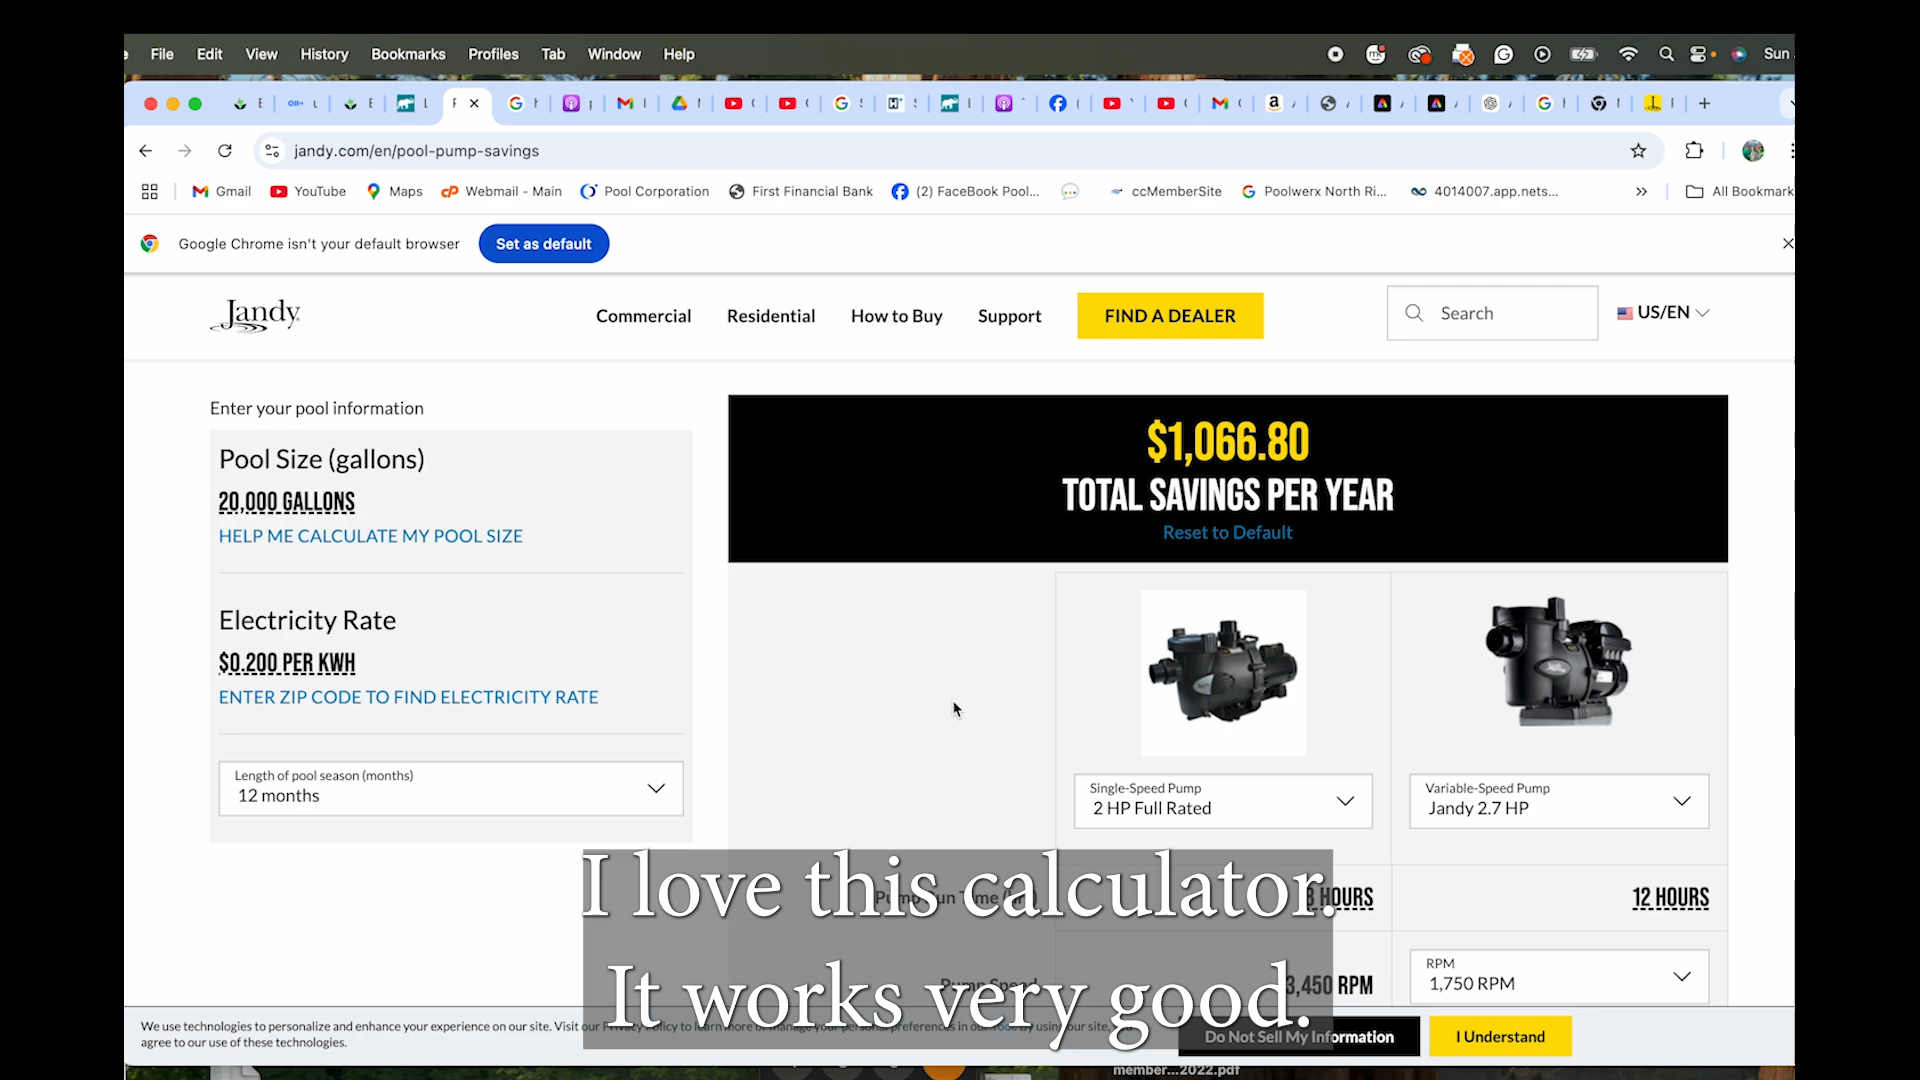 File Edit View History Bookmarks Profiles Tab Window Help Sun
jandy.com/en/pool-pump-savings
Gmail YouTube Maps Webmail - Main Pool Corporation First Financial Bank (2) FaceBook Pool... ccMemberSite Poolwerx North Ri... 4014007.app.nets... » All Bookmark
Google Chrome isn't your default browser Set as default
Jandy Commercial Residential How to Buy Support FIND A DEALER Search US/EN
Enter your pool information
Pool Size (gallons)
20,000 GALLONS
HELP ME CALCULATE MY POOL SIZE
Electricity Rate
$0.200 PER KWH
ENTER ZIP CODE TO FIND ELECTRICITY RATE
Length of pool season (months)
12 months
$1,066.80
TOTAL SAVINGS PER YEAR
Reset to Default
Single-Speed Pump
2 HP Full Rated
Variable-Speed Pump
Jandy 2.7 HP
HOURS 12 HOURS
Pump Speed 3,450 RPM
RPM
1,750 RPM
I love this calculator.
It works very good.
We use technologies to personalize and enhance your experience on our site. Visit our Privacy Policy to learn more or manage your personal preferences in our Tool. By using our site, you
agree to our use of these technologies.
Do Not Sell My Information I Understand
member...2022.pdf